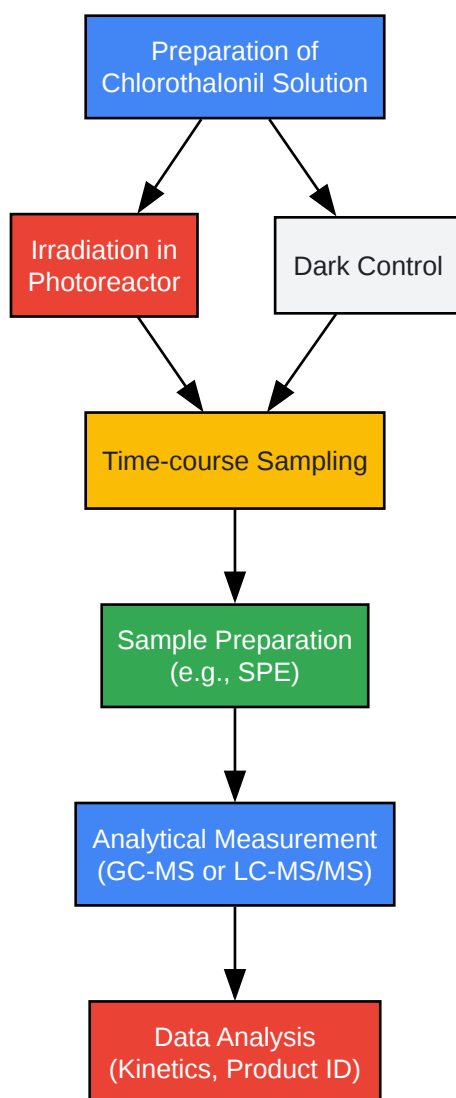 Preparation of
Chlorothalonil Solution
Irradiation in
Photoreactor
Dark Control
Time-course Sampling
Sample Preparation
(e.g., SPE)
Analytical Measurement
(GC-MS or LC-MS/MS)
Data Analysis
(Kinetics, Product ID)